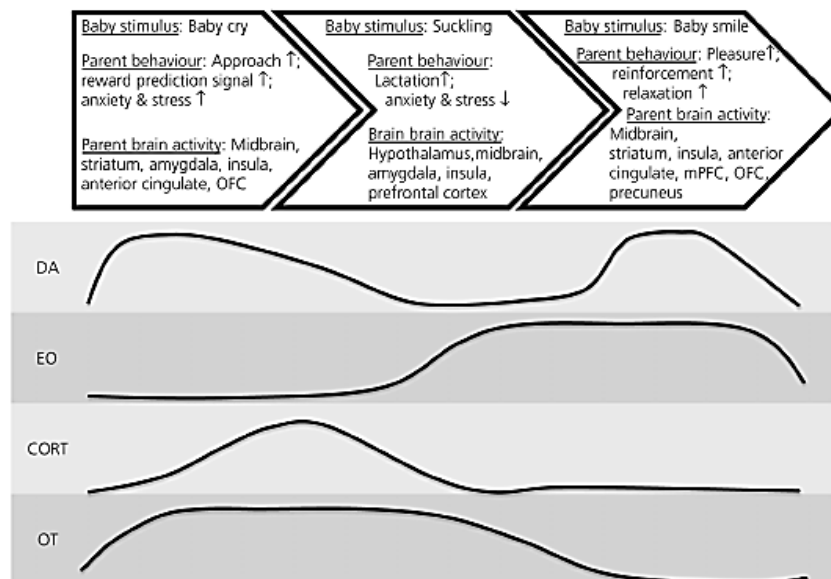 Baby stimulus: Baby cry
Parent behaviour: Approach ↑;
reward prediction signal ↑;
anxiety & stress ↑
Parent brain activity: Midbrain,
striatum, amygdala, insula,
anterior cingulate, OFC
Baby stimulus: Suckling
Parent behaviour:
Lactation↑;
anxiety & stress ↓
Brain brain activity;
Hypothalamus,midbrain,
amygdala, insula,
prefrontal cortex
Baby stimulus: Baby smile
Parent behaviour: Pleasure↑;
reinforcement ↑;
relaxation ↑
Parent brain activity:
Midbrain,
striatum, insula, anterior
cingulate, mPFC, OFC,
precuneus
DA
EO
CORT
OT